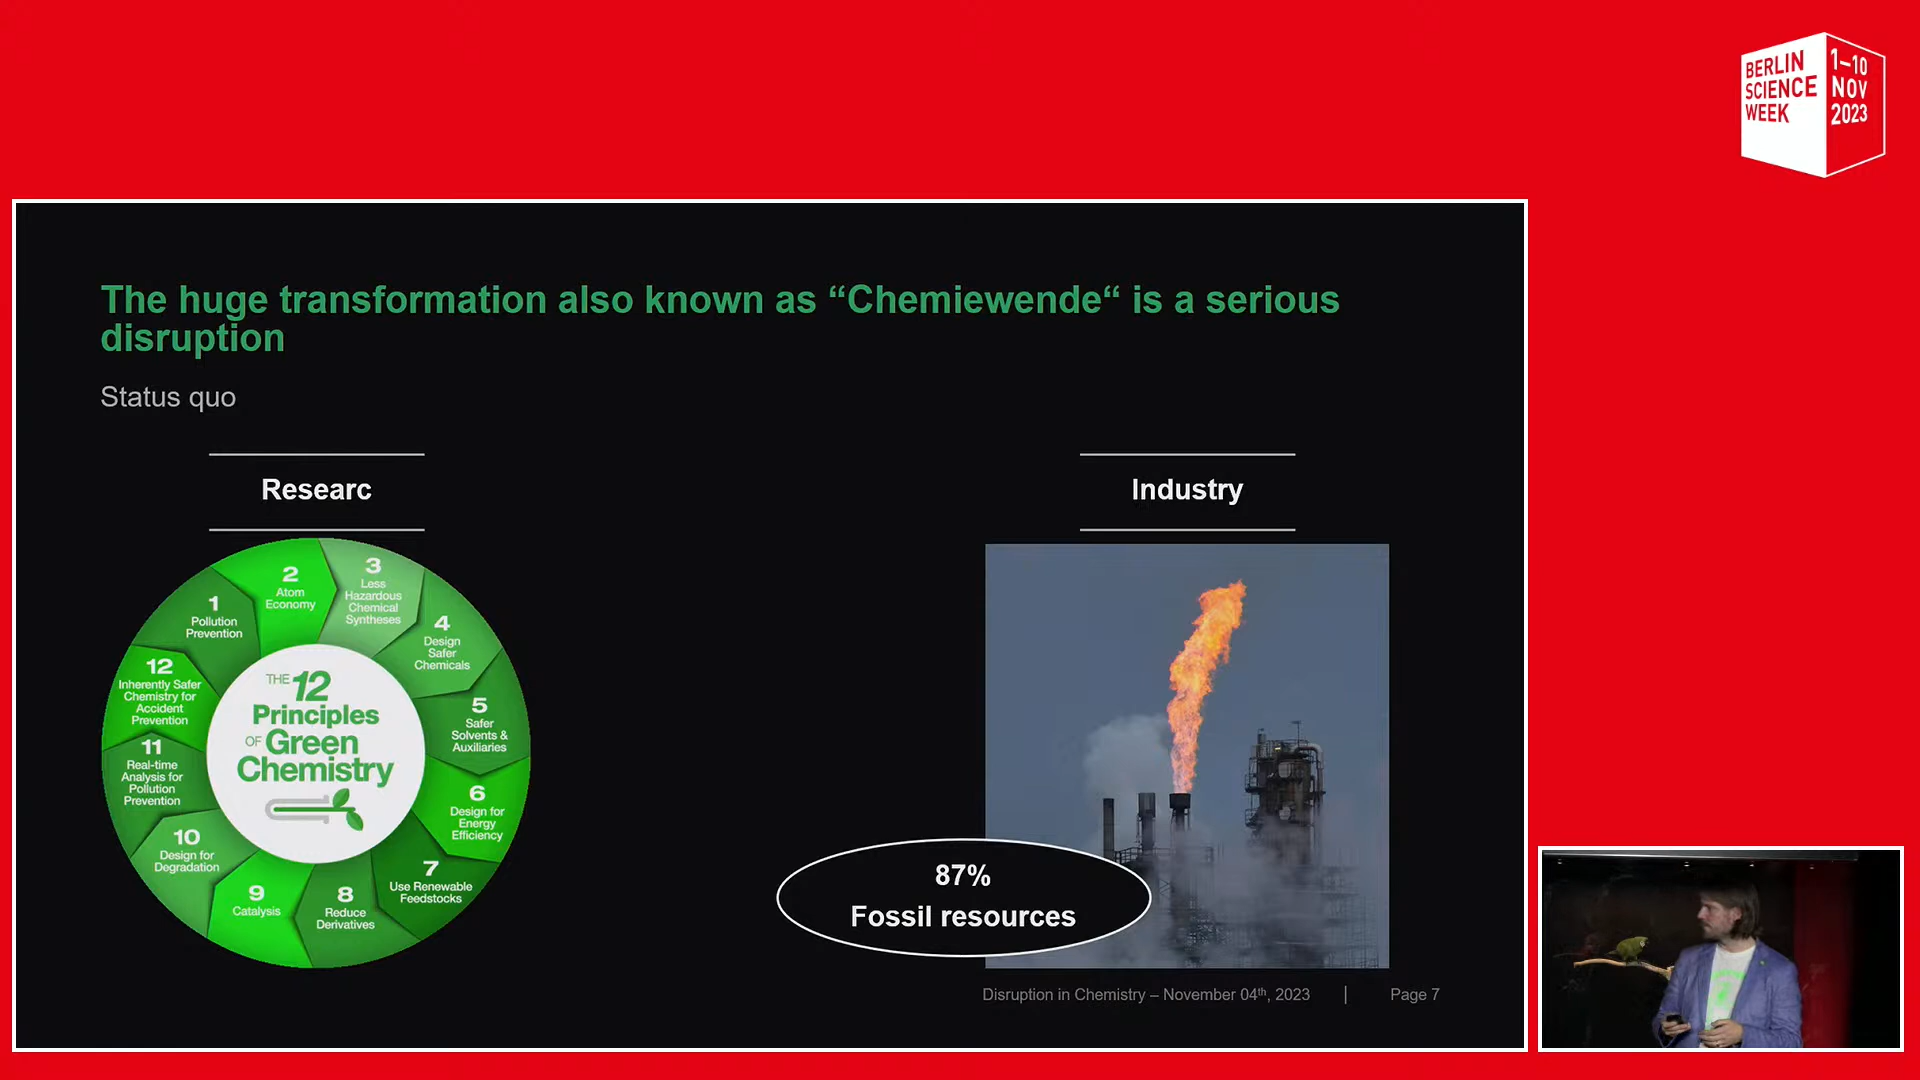 BERLIN
SCIENCE
WEEK
1–10
NOV
2023
The huge transformation also known as “Chemiewende“ is a serious
disruption
Status quo
Researc
Industry
1
Pollution
Prevention
2
Atom
Economy
3
Less
Hazardous
Chemical
Syntheses
4
Design
Safer
Chemicals
5
Safer
Solvents &
Auxiliaries
6
Design for
Energy
Efficiency
7
Use Renewable
Feedstocks
8
Reduce
Derivatives
9
Catalysis
10
Design for
Degradation
11
Real-time
Analysis for
Pollution
Prevention
12
Inherently Safer
Chemistry for
Accident
Prevention
THE 12
Principles
OF Green
Chemistry
87%
Fossil resources
Disruption in Chemistry – November 04th, 2023 | Page 7